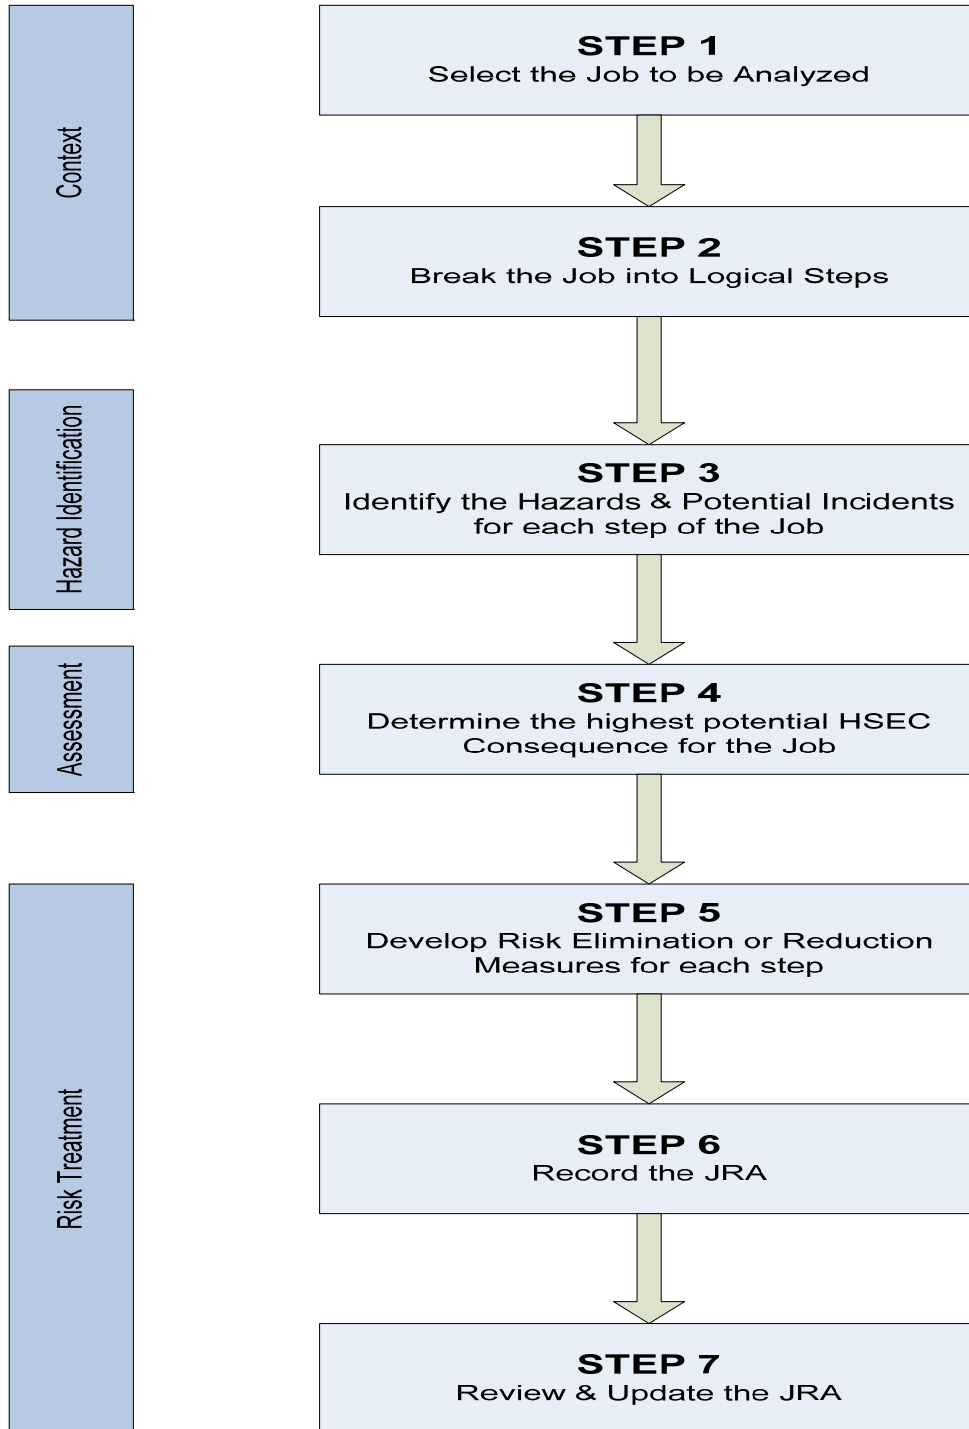 Context
STEP 1
Select the Job to be Analyzed
STEP 2
Break the Job into Logical Steps
Hazard Identification
STEP 3
Identify the Hazards & Potential Incidents
for each step of the Job
Assessment
STEP 4
Determine the highest potential HSEC
Consequence for the Job
Risk Treatment
STEP 5
Develop Risk Elimination or Reduction
Measures for each step
STEP 6
Record the JRA
STEP 7
Review & Update the JRA